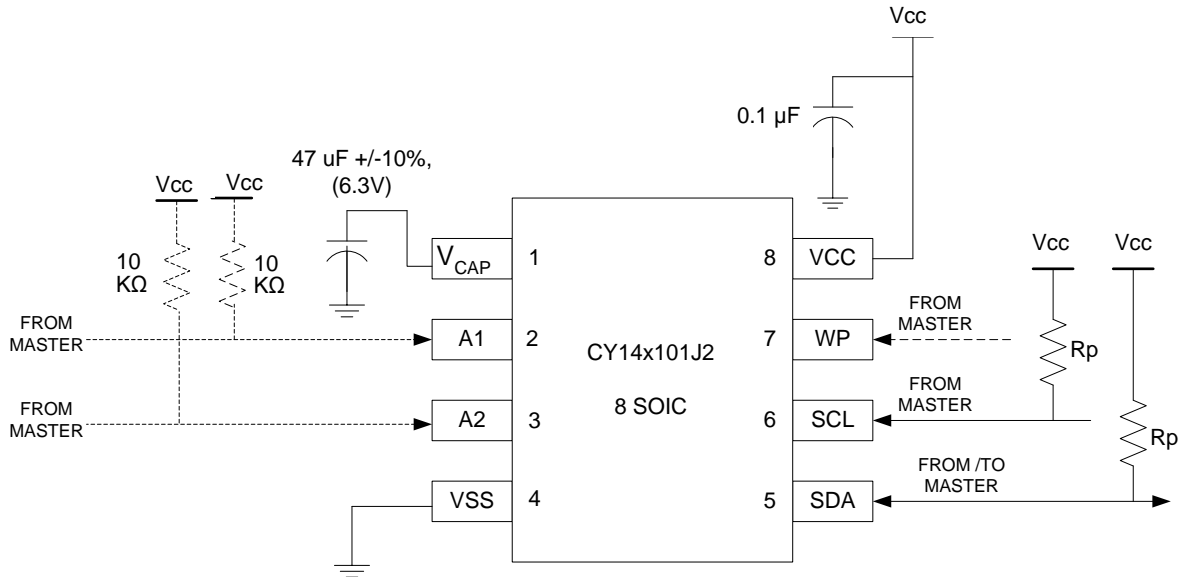 Vcc
0.1 µF
47 uF +/-10%,
(6.3V)
Vcc
Vcc
10
KΩ
10
KΩ
VCAP
1
8
VCC
Vcc
Vcc
FROM
MASTER
A1
2
CY14x101J2
7
WP
FROM
MASTER
Rp
FROM
MASTER
A2
3
8 SOIC
6
SCL
FROM
MASTER
Rp
VSS
4
5
SDA
FROM /TO
MASTER